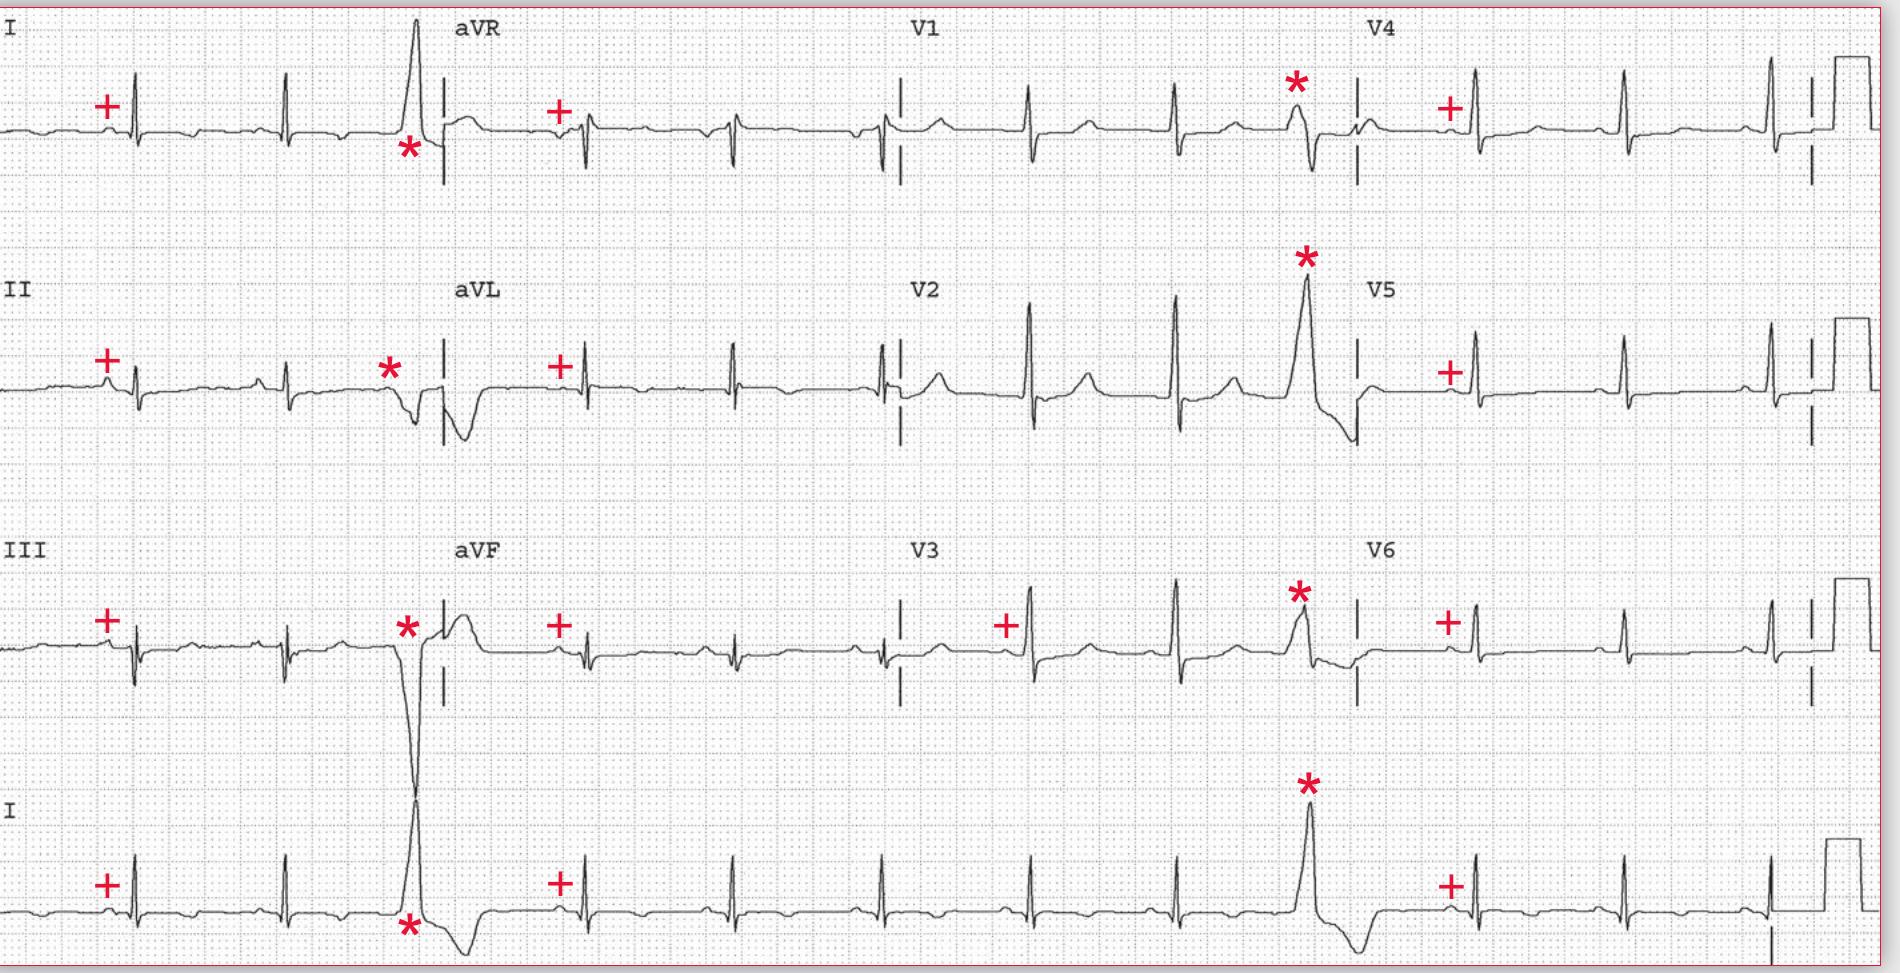 I aVR V1 V4
+ + * * +
II aVL V2 V5
+ * + * +
III aVF V3 V6
+ * + + * +
I
+ * + * +